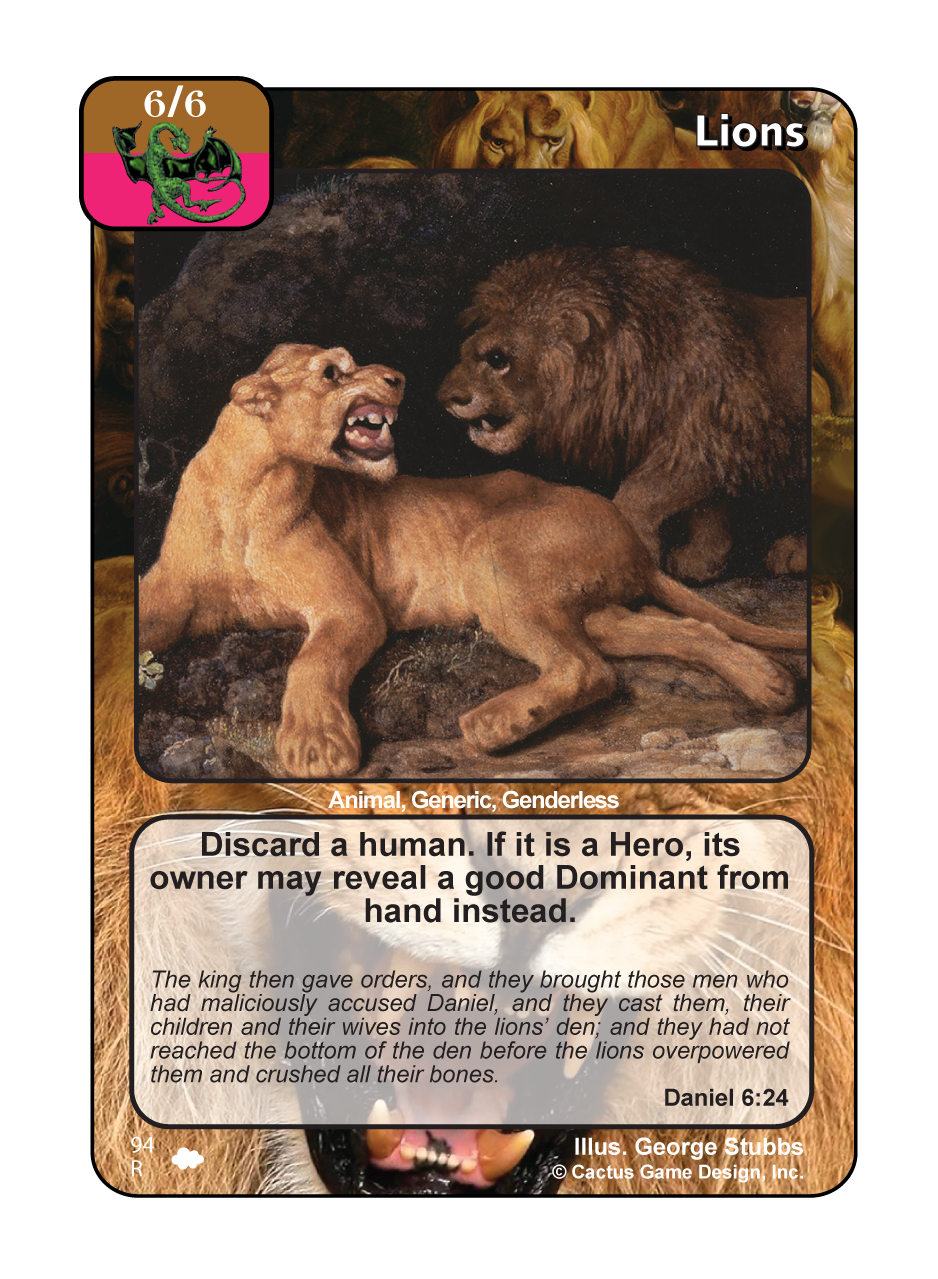 6/6
Lions
Animal, Generic, Genderless
Discard a human. If it is a Hero, its
owner may reveal a good Dominant from
hand instead.
The king then gave orders, and they brought those men who
had maliciously accused Daniel, and they cast them, their
children and their wives into the lions’ den; and they had not
reached the bottom of the den before the lions overpowered
them and crushed all their bones.
Daniel 6:24
94
R
Illus. George Stubbs
© Cactus Game Design, Inc.